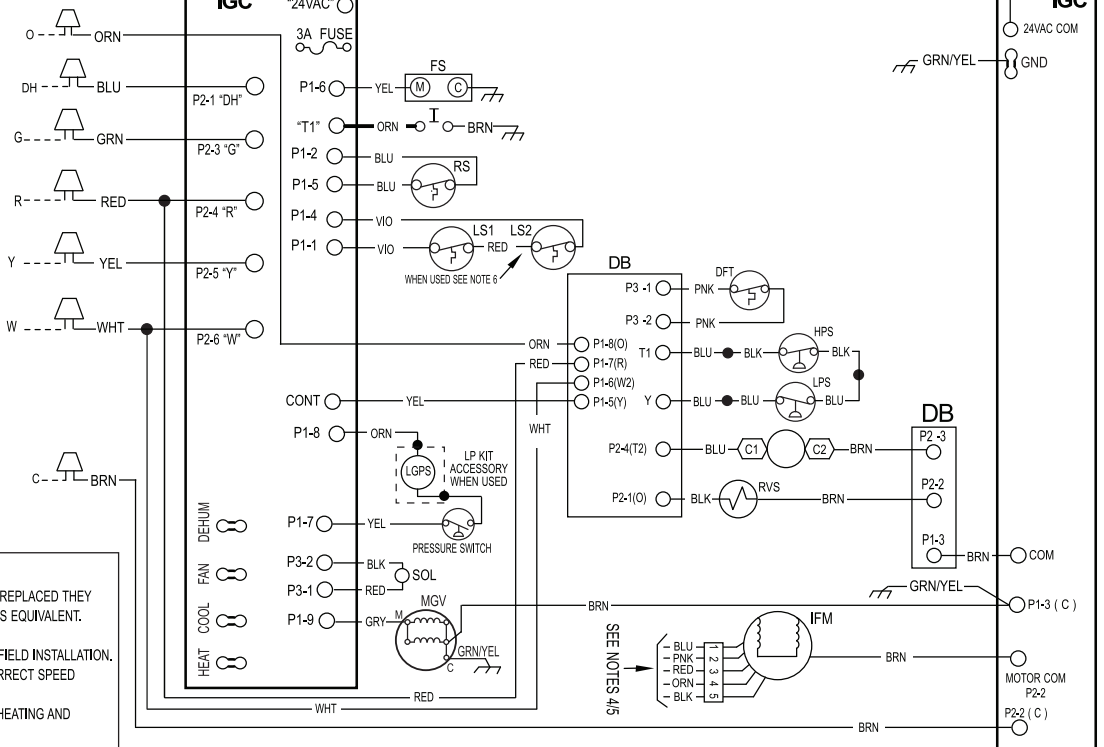 IGC
"24VAC"
IGC
24VAC COM
GRN/YEL
GND
O
ORN
3A FUSE
FS
DH
BLU
P2-1 "DH"
P1-6
YEL
M
C
"T1"
ORN
BRN
G
GRN
P2-3 "G"
P1-2
BLU
RS
P1-5
BLU
R
RED
P2-4 "R"
P1-4
VIO
P1-1
VIO
LS1
RED
LS2
WHEN USED SEE NOTE 6
Y
YEL
P2-5 "Y"
W
WHT
P2-6 "W"
DB
P3 -1
PNK
DFT
P3 -2
PNK
ORN
P1-8(O)
T1
BLU
BLK
HPS
BLK
RED
P1-7(R)
P1-6(W2)
LPS
CONT
YEL
P1-5(Y)
Y
BLU
BLU
BLU
WHT
P1-8
ORN
LGPS
LP KIT
ACCESSORY
WHEN USED
P2-4(T2)
BLU
C1
C2
BRN
DB
P2 -3
C
BRN
P2-1(O)
BLK
RVS
BRN
P2-2
DEHUM
P1-7
YEL
PRESSURE SWITCH
P1-3
BRN
COM
P3-2
BLK
SOL
FAN
P3-1
RED
GRN/YEL
MGV
BRN
P1-3 ( C )
COOL
P1-9
GRY
M
GRN/YEL
C
HEAT
IFM
SEE NOTES 4/5
BLU
PNK
RED
ORN
BLK
1
2
3
4
5
BRN
MOTOR COM
P2-2
RED
WHT
P2-2 ( C )
BRN
REPLACED THEY
S EQUIVALENT.
FIELD INSTALLATION.
RRECT SPEED
HEATING AND